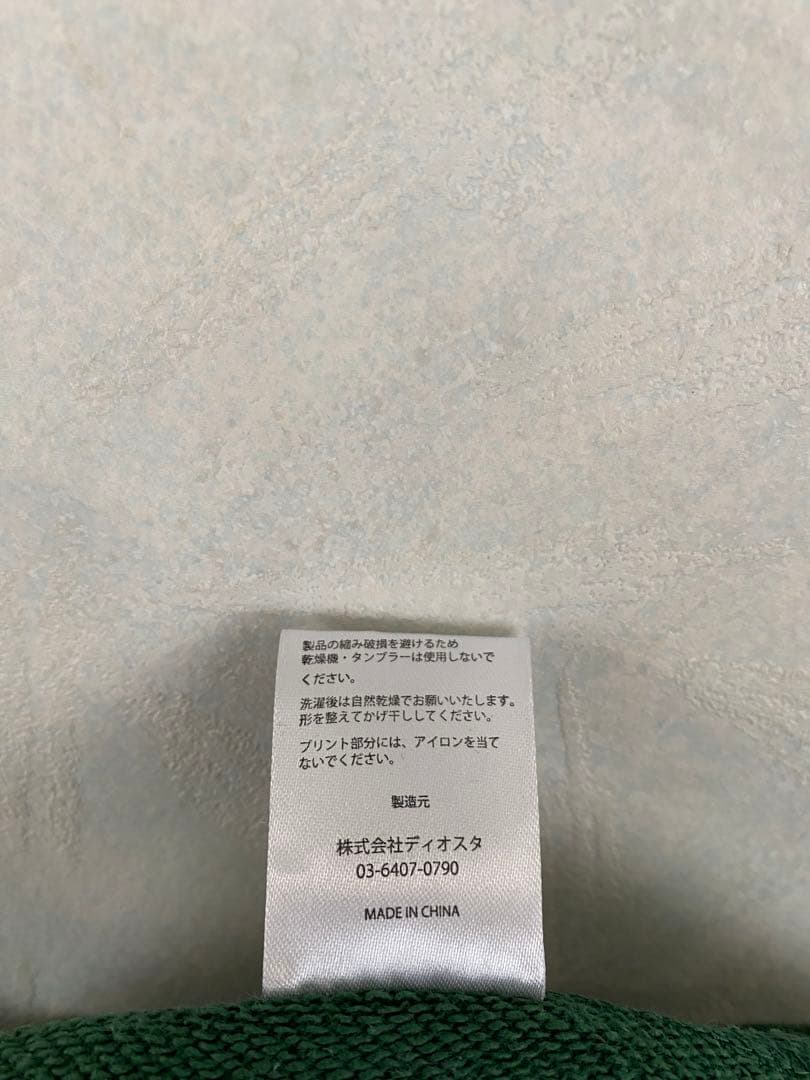 製品の縮み破損を避けるため
乾燥機・タンブラーは使用しないで
ください。
洗濯後は自然乾燥でお願いいたします。
形を整えてかげ干ししてください。
プリント部分には、アイロンを当て
ないでください。
製造元
株式会社ディオスタ
03-6407-0790
MADE IN CHINA